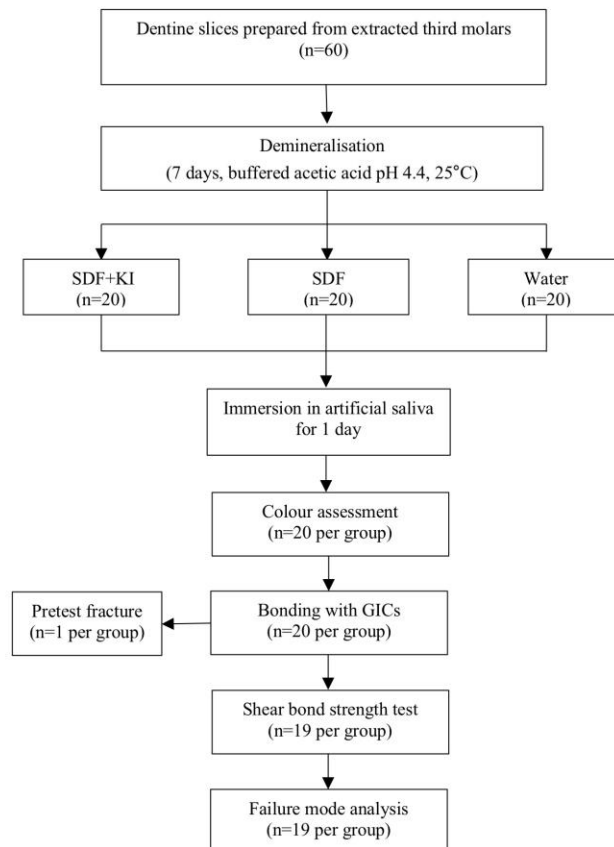 Dentine slices prepared from extracted third molars
(n=60)
Demineralisation
(7 days, buffered acetic acid pH 4.4, 25°C)
SDF+KI
(n=20)
SDF
(n=20)
Water
(n=20)
Immersion in artificial saliva
for 1 day
Colour assessment
(n=20 per group)
Pretest fracture
(n=1 per group)
Bonding with GICs
(n=20 per group)
Shear bond strength test
(n=19 per group)
Failure mode analysis
(n=19 per group)